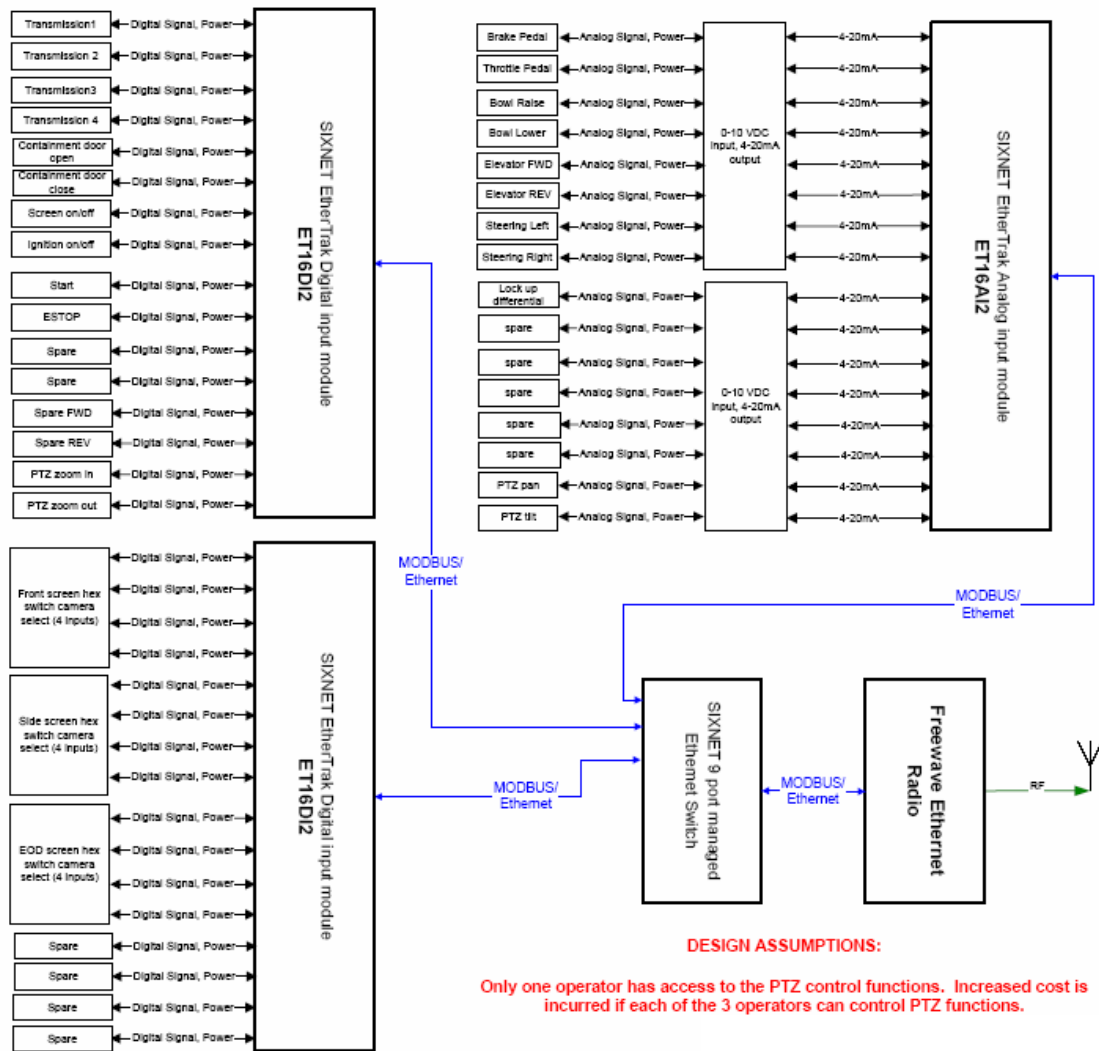 Transmission1
Digital Signal, Power
Transmission 2
Digital Signal, Power
Transmission3
Digital Signal, Power
Transmission 4
Digital Signal, Power
Containment door
open
Digital Signal, Power
Containment door
close
Digital Signal, Power
Screen on/off
Digital Signal, Power
Ignition on/off
Digital Signal, Power
Start
Digital Signal, Power
ESTOP
Digital Signal, Power
Spare
Digital Signal, Power
Spare
Digital Signal, Power
Spare FWD
Digital Signal, Power
Spare REV
Digital Signal, Power
PTZ zoom in
Digital Signal, Power
PTZ zoom out
Digital Signal, Power
SIXNET EtherTrak Digital input module
ET16DI2
Brake Pedal
Analog Signal, Power
4-20mA
Throttle Pedal
Analog Signal, Power
4-20mA
Bowl Raise
Analog Signal, Power
4-20mA
Bowl Lower
Analog Signal, Power
4-20mA
Elevator FWD
Analog Signal, Power
4-20mA
Elevator REV
Analog Signal, Power
4-20mA
Steering Left
Analog Signal, Power
4-20mA
Steering Right
Analog Signal, Power
4-20mA
0-10 VDC
input, 4-20mA
output
Lock up
differential
Analog Signal, Power
4-20mA
spare
Analog Signal, Power
4-20mA
spare
Analog Signal, Power
4-20mA
spare
Analog Signal, Power
4-20mA
spare
Analog Signal, Power
4-20mA
spare
Analog Signal, Power
4-20mA
PTZ pan
Analog Signal, Power
4-20mA
PTZ tilt
Analog Signal, Power
4-20mA
0-10 VDC
input, 4-20mA
output
SIXNET EtherTrak Analog input module
ET16AI2
MODBUS/
Ethernet
MODBUS/
Ethernet
Front screen hex
switch camera
select (4 inputs)
Digital Signal, Power
Digital Signal, Power
Digital Signal, Power
Digital Signal, Power
Side screen hex
switch camera
select (4 inputs)
Digital Signal, Power
Digital Signal, Power
Digital Signal, Power
Digital Signal, Power
EOD screen hex
switch camera
select (4 inputs)
Digital Signal, Power
Digital Signal, Power
Digital Signal, Power
Digital Signal, Power
Spare
Digital Signal, Power
Spare
Digital Signal, Power
Spare
Digital Signal, Power
Spare
Digital Signal, Power
SIXNET EtherTrak Digital input module
ET16DI2
MODBUS/
Ethernet
SIXNET 9 port managed
Ethernet Switch
MODBUS/
Ethernet
Freewave Ethernet
Radio
RF
DESIGN ASSUMPTIONS:
Only one operator has access to the PTZ control functions. Increased cost is
incurred if each of the 3 operators can control PTZ functions.